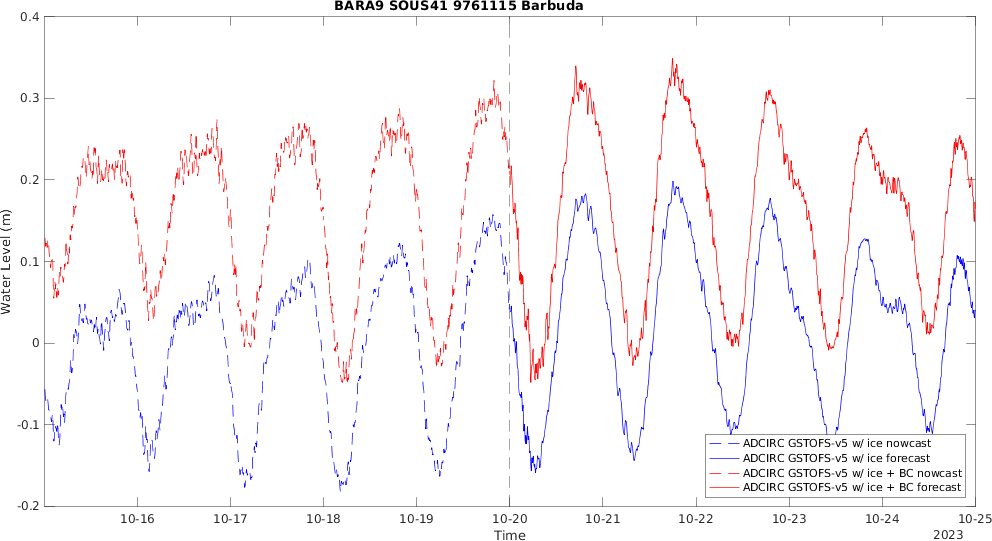 BARA9 SOUS41 9761115 Barbuda
0.4
0.3
0.2
0.1
0
-0.1
-0.2
Water Level (m)
10-16 10-17 10-18 10-19 10-20 10-21 10-22 10-23 10-24 10-25
Time
2023
ADCIRC GSTOFS-v5 w/ ice nowcast
ADCIRC GSTOFS-v5 w/ ice forecast
ADCIRC GSTOFS-v5 w/ ice + BC nowcast
ADCIRC GSTOFS-v5 w/ ice + BC forecast